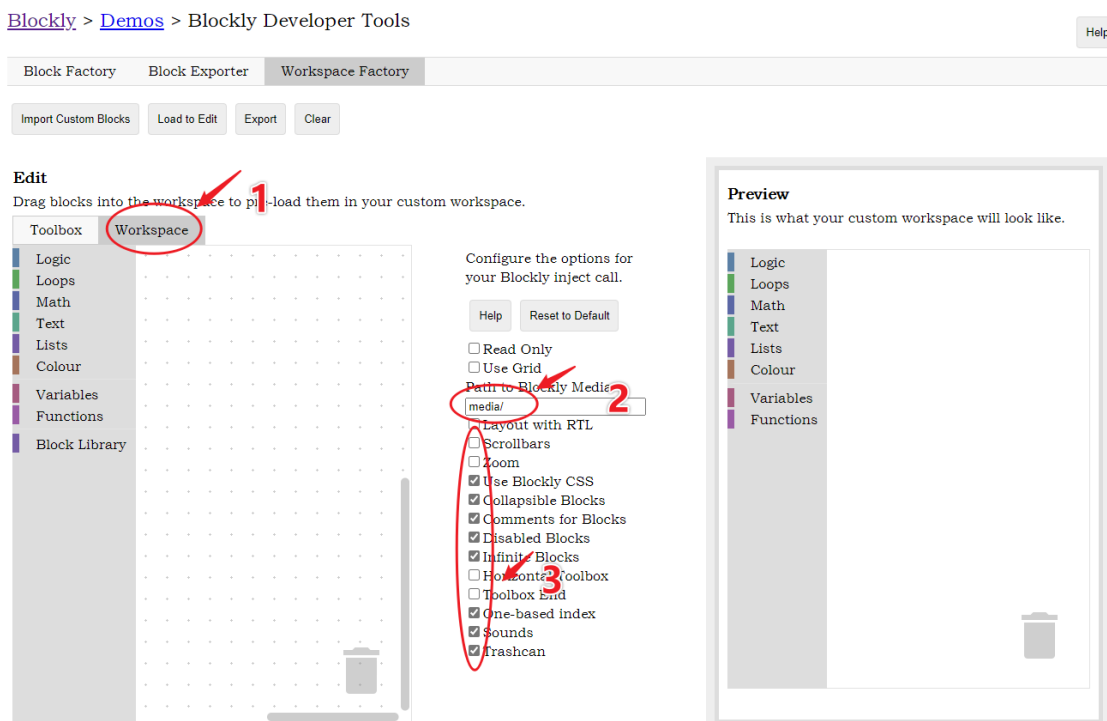 Blockly > Demos > Blockly Developer Tools
Help
Block Factory Block Exporter Workspace Factory
Import Custom Blocks Load to Edit Export Clear
Edit
Drag blocks into the workspace to pre-load them in your custom workspace.
1
Toolbox Workspace
Logic
Loops
Math
Text
Lists
Colour
Variables
Functions
Block Library
Configure the options for
your Blockly inject call.
Help Reset to Default
Read Only
Use Grid
Path to Blockly Media
2
media/
Layout with RTL
Scrollbars
Zoom
Use Blockly CSS
Collapsible Blocks
Comments for Blocks
Disabled Blocks
Infinite Blocks
Horizontal Toolbox
3
Toolbox End
One-based index
Sounds
Trashcan
Preview
This is what your custom workspace will look like.
Logic
Loops
Math
Text
Lists
Colour
Variables
Functions